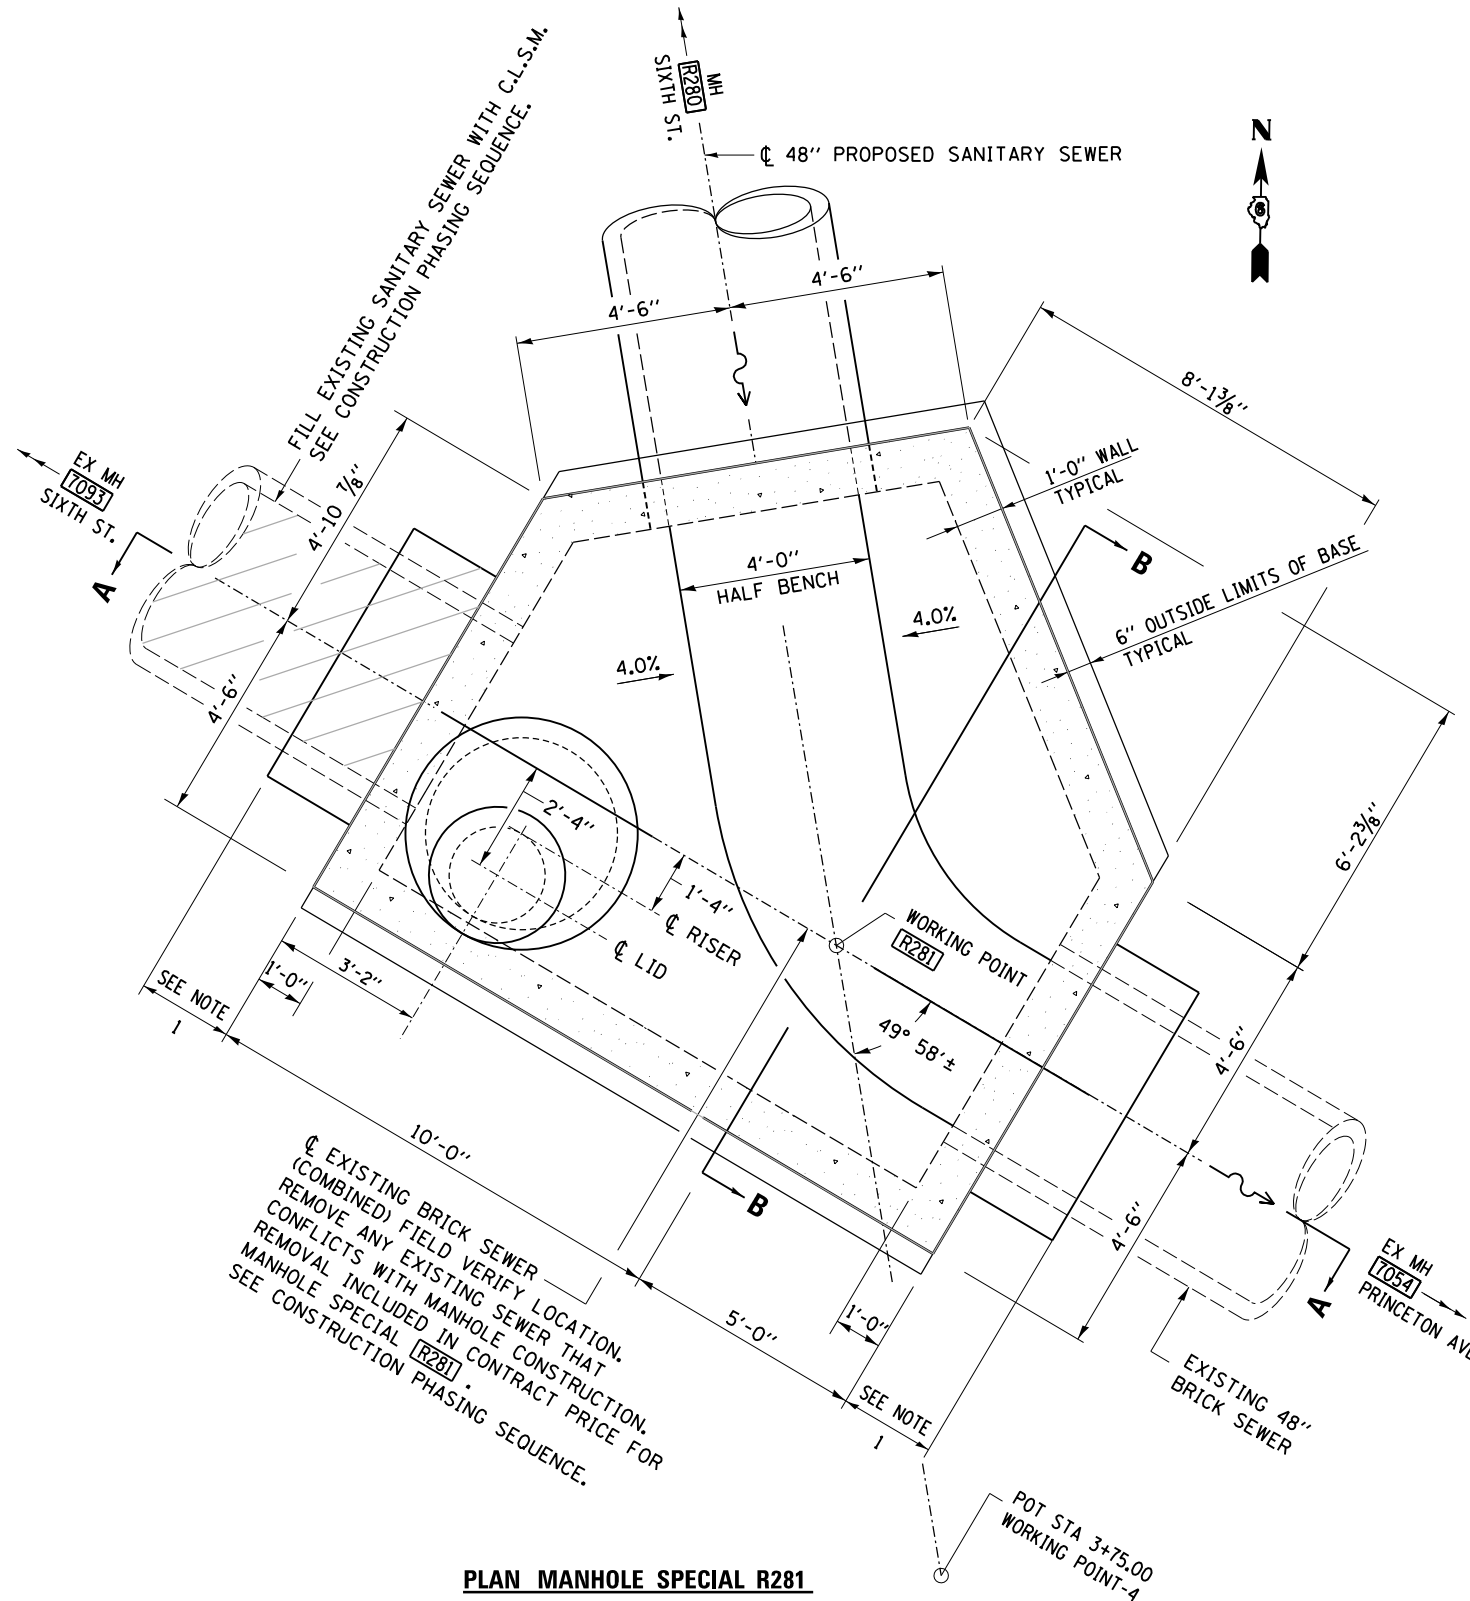 FILL EXISTING SANITARY SEWER WITH C.L.S.M.
SEE CONSTRUCTION PHASING SEQUENCE.
MH
R280
SIXTH ST.
℄ 48'' PROPOSED SANITARY SEWER
N
6
4'-6''
4'-6''
8'-1⅜''
1'-0'' WALL
TYPICAL
EX MH
7093
SIXTH ST.
A
4'-10 ⅞''
4'-6''
4'-0''
HALF BENCH
4.0%
4.0%
B
6'' OUTSIDE LIMITS OF BASE
TYPICAL
6'-2⅜''
2'-4''
1'-4''
℄ RISER
℄ LID
WORKING POINT
R281
49° 58'±
SEE NOTE
1
1'-0''
3'-2''
10'-0''
5'-0''
1'-0''
SEE NOTE
1
4'-6''
4'-6''
B
A
EX MH
7054
PRINCETON AVE
EXISTING 48''
BRICK SEWER
℄ EXISTING BRICK SEWER
(COMBINED) FIELD VERIFY LOCATION.
REMOVE ANY EXISTING SEWER THAT
CONFLICTS WITH MANHOLE CONSTRUCTION.
REMOVAL INCLUDED IN CONTRACT PRICE FOR
MANHOLE SPECIAL R281 .
SEE CONSTRUCTION PHASING SEQUENCE.
POT STA 3+75.00
WORKING POINT-4
PLAN MANHOLE SPECIAL R281